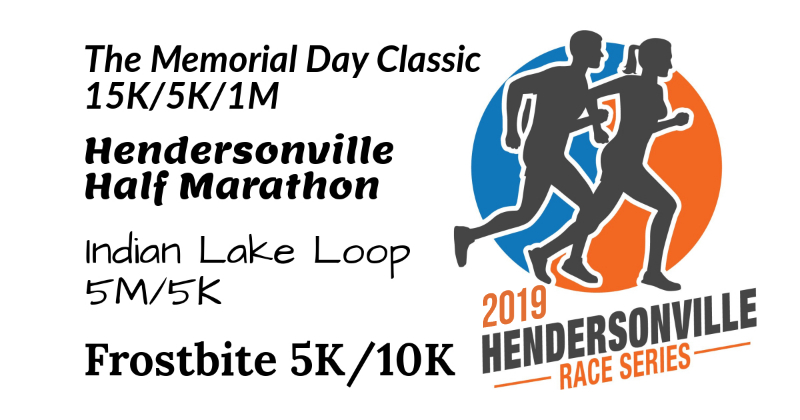 The Memorial Day Classic
15K/5K/1M
Hendersonville
Half Marathon
Indian Lake Loop
5M/5K
Frostbite 5K/10K
2019
HENDERSONVILLE
RACE SERIES